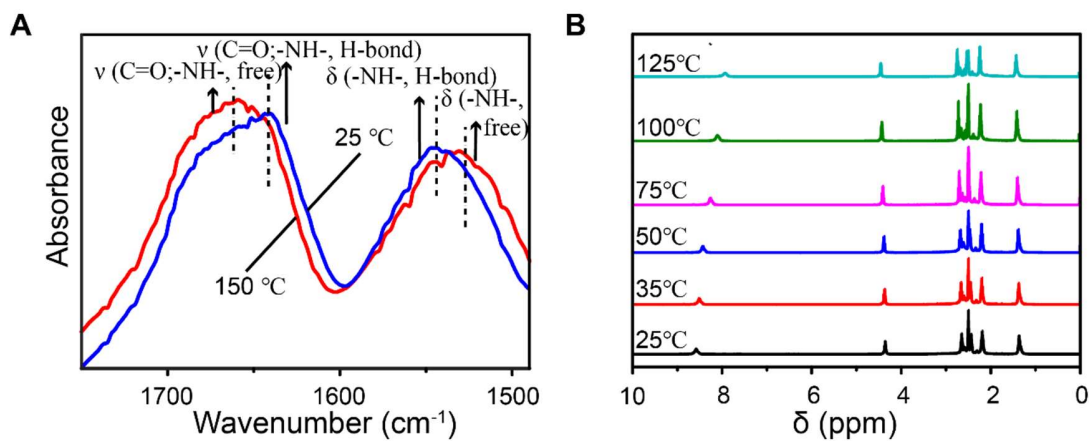 A
ν (C=O;-NH-, H-bond)
ν (C=O;-NH-, free)
δ (-NH-, H-bond)
δ (-NH-,
free)
25 °C
150 °C
Absorbance
1700
1600
1500
Wavenumber (cm⁻¹)
B
125°C
100°C
75°C
50°C
35°C
25°C
10
8
6
4
2
0
δ (ppm)